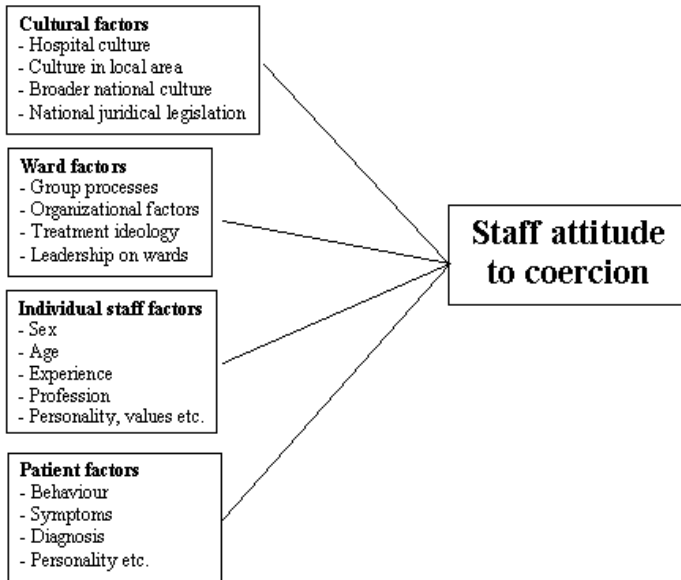 Cultural factors
- Hospital culture
- Culture in local area
- Broader national culture
- National juridical legislation
Ward factors
- Group processes
- Organizational factors
- Treatment ideology
- Leadership on wards
Individual staff factors
- Sex
- Age
- Experience
- Profession
- Personality, values etc.
Patient factors
- Behaviour
- Symptoms
- Diagnosis
- Personality etc.
Staff attitude
to coercion